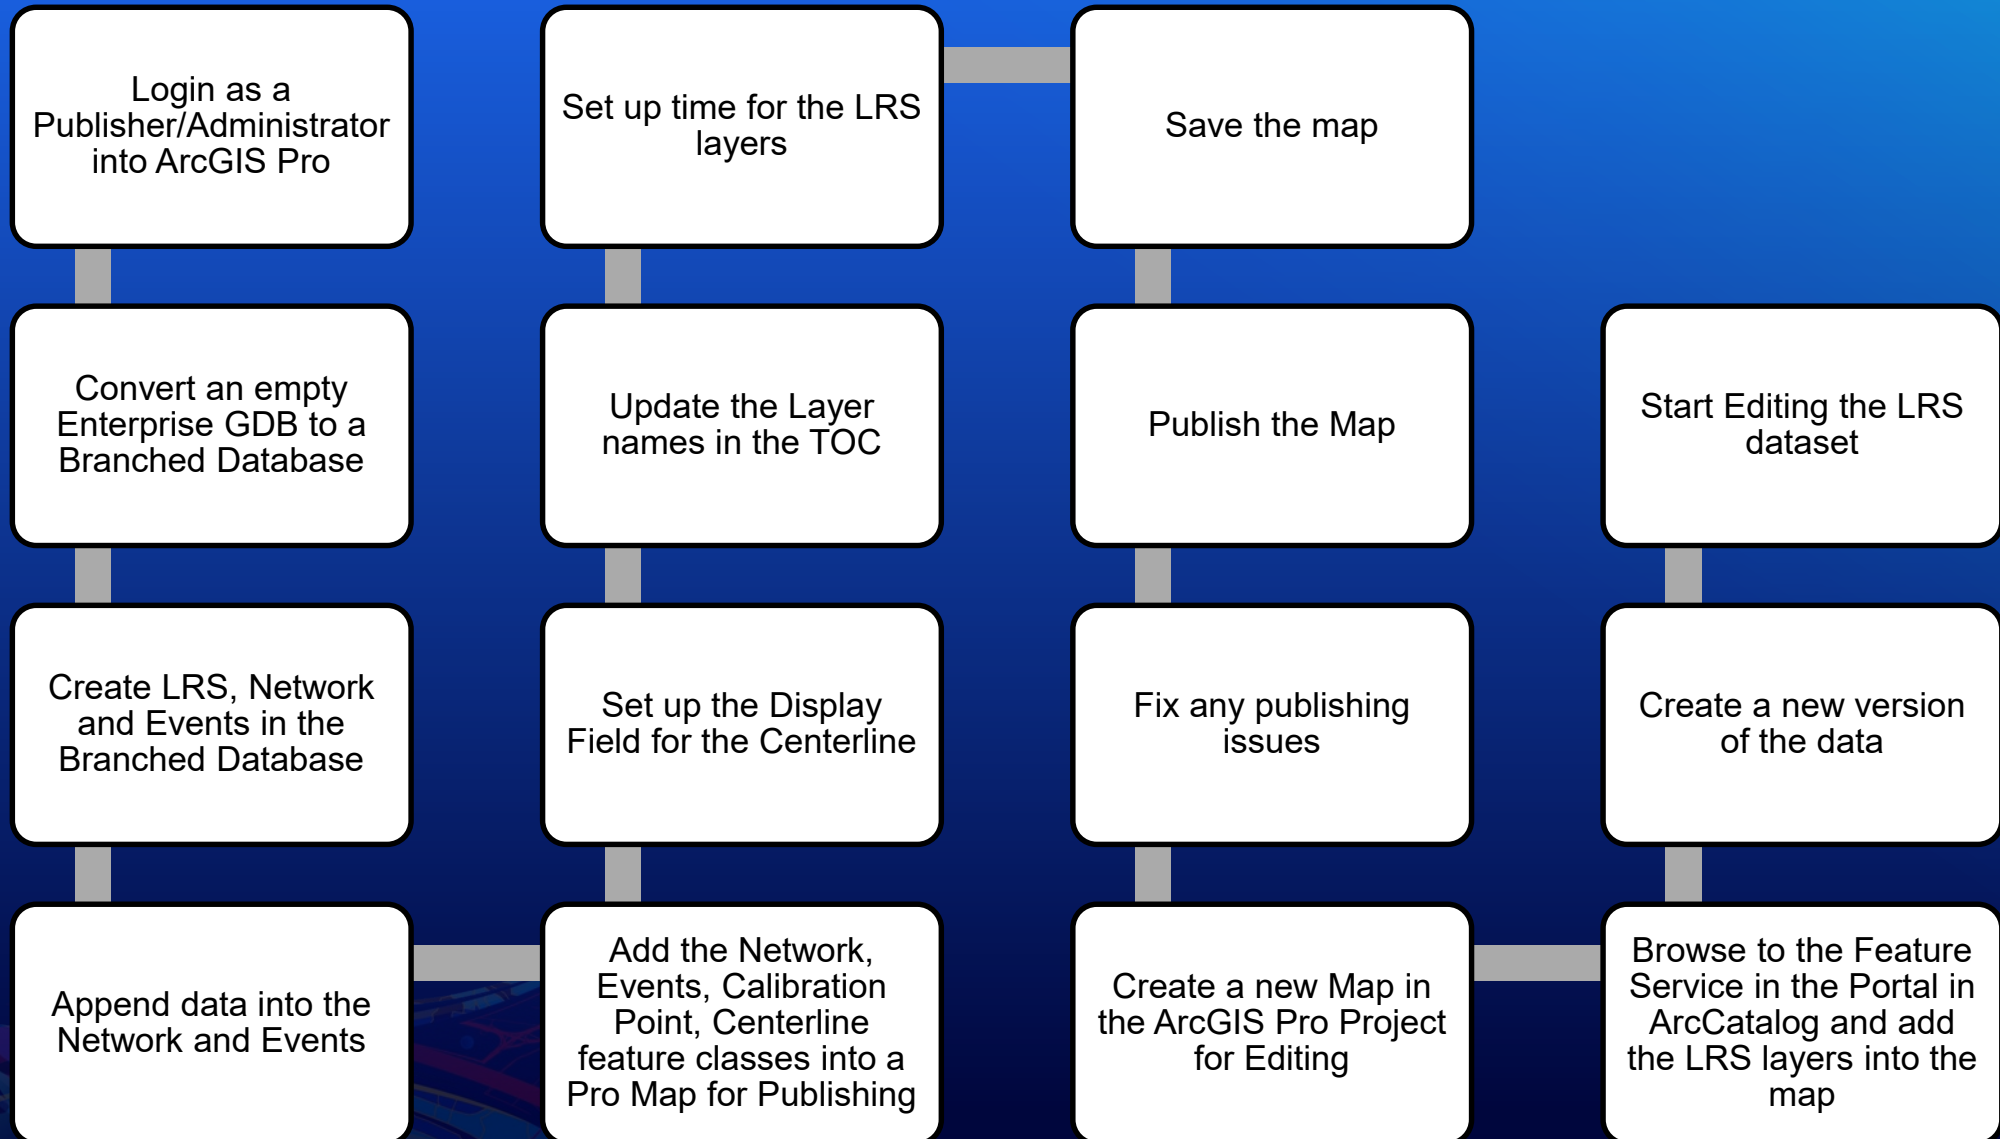 Login as a
Publisher/Administrator
into ArcGIS Pro
Convert an empty
Enterprise GDB to a
Branched Database
Create LRS, Network
and Events in the
Branched Database
Append data into the
Network and Events
Add the Network,
Events, Calibration
Point, Centerline
feature classes into a
Pro Map for Publishing
Set up the Display
Field for the Centerline
Update the Layer
names in the TOC
Set up time for the LRS
layers
Save the map
Publish the Map
Fix any publishing
issues
Create a new Map in
the ArcGIS Pro Project
for Editing
Browse to the Feature
Service in the Portal in
ArcCatalog and add
the LRS layers into the
map
Create a new version
of the data
Start Editing the LRS
dataset